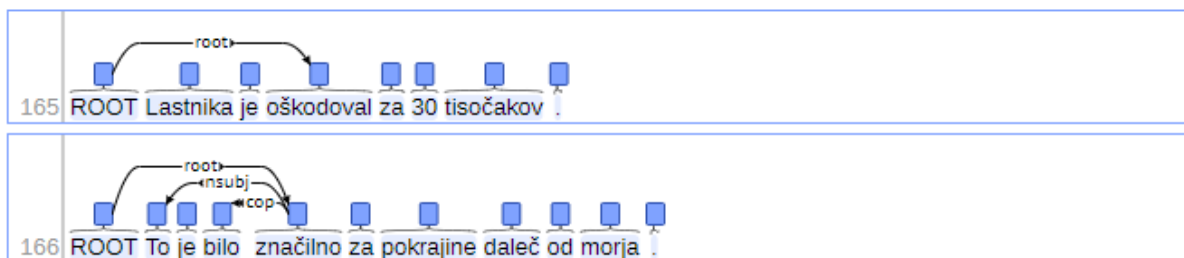 root
165 ROOT Lastnika je oškodoval za 30 tisočakov .
root
nsubj
cop
166 ROOT To je bilo značilno za pokrajine daleč od morja .